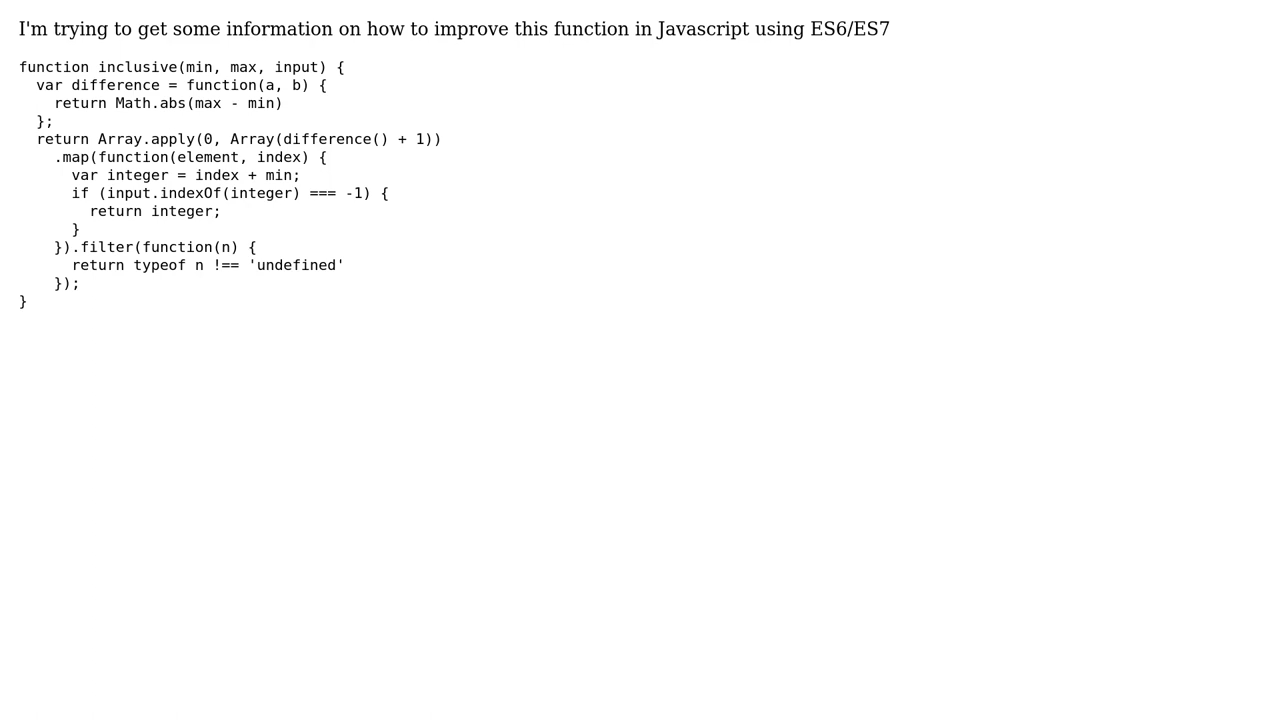 I'm trying to get some information on how to improve this function in Javascript using ES6/ES7
function inclusive(min, max, input) {
  var difference = function(a, b) {
    return Math.abs(max - min)
  };
  return Array.apply(0, Array(difference() + 1))
    .map(function(element, index) {
      var integer = index + min;
      if (input.indexOf(integer) === -1) {
        return integer;
      }
    }).filter(function(n) {
      return typeof n !== 'undefined'
    });
}